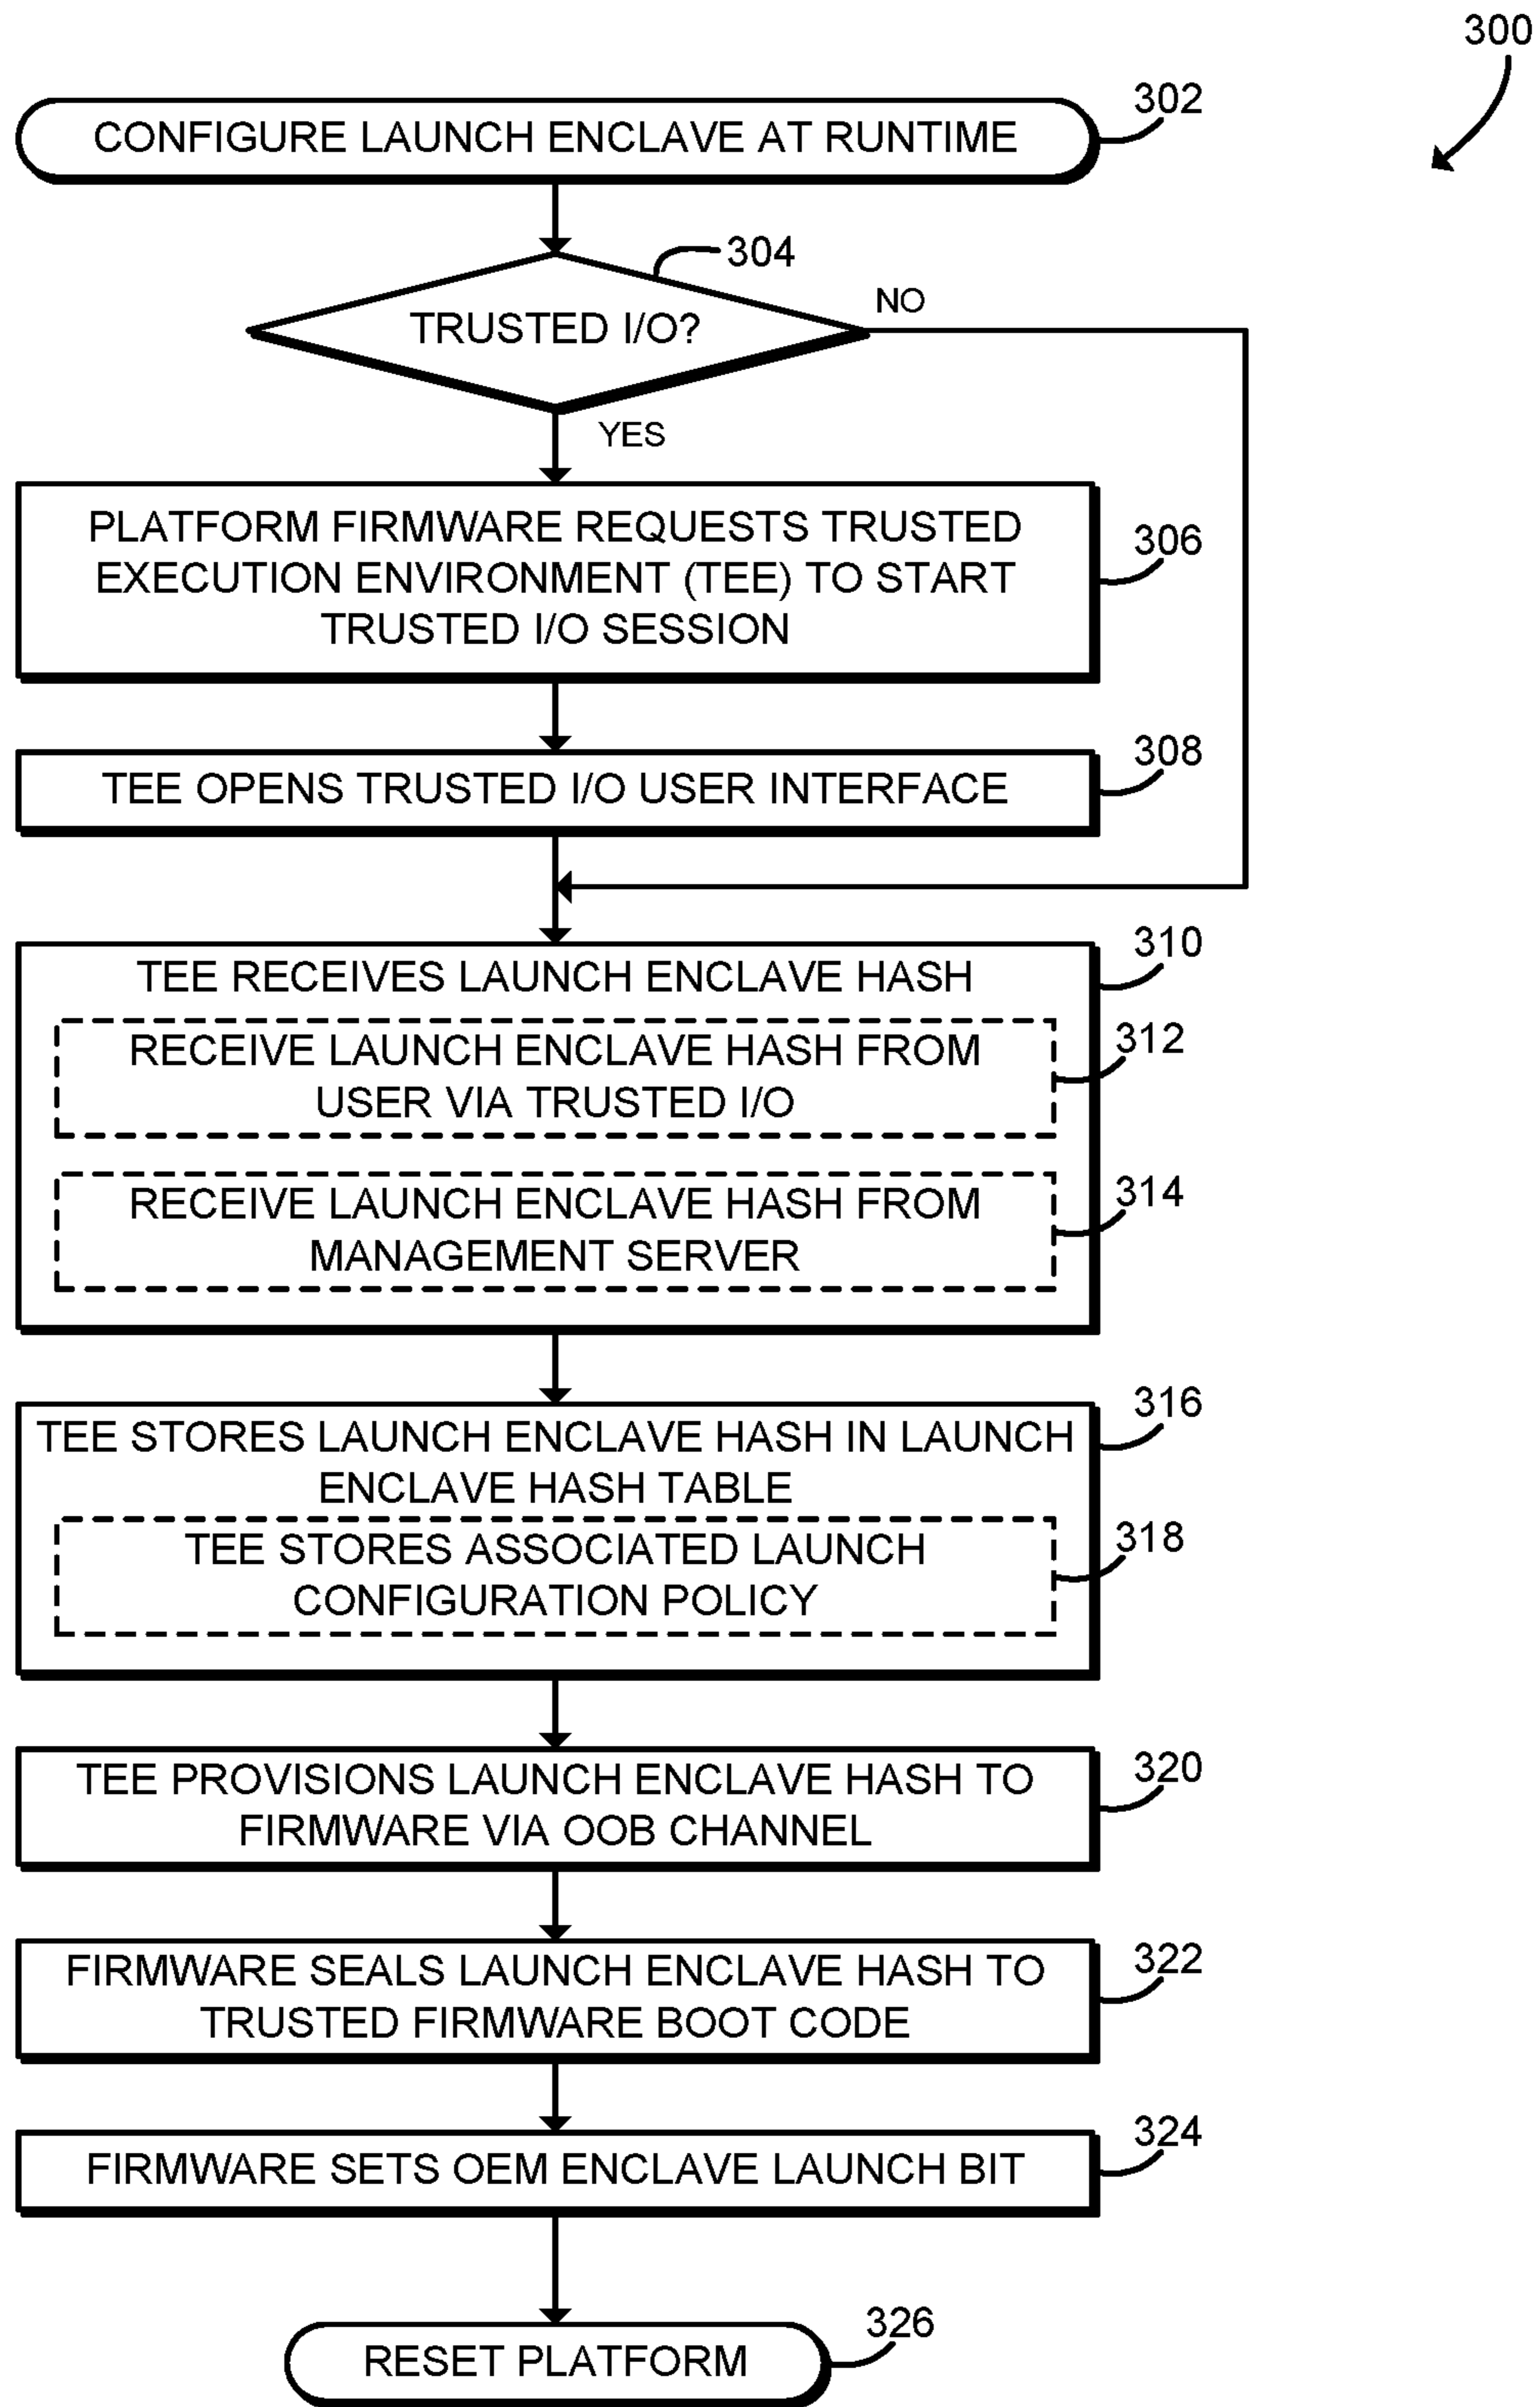 300
302
CONFIGURE LAUNCH ENCLAVE AT RUNTIME
304
TRUSTED I/O?
NO
YES
PLATFORM FIRMWARE REQUESTS TRUSTED
EXECUTION ENVIRONMENT (TEE) TO START
TRUSTED I/O SESSION
306
308
TEE OPENS TRUSTED I/O USER INTERFACE
310
TEE RECEIVES LAUNCH ENCLAVE HASH
RECEIVE LAUNCH ENCLAVE HASH FROM
USER VIA TRUSTED I/O
312
RECEIVE LAUNCH ENCLAVE HASH FROM
MANAGEMENT SERVER
314
316
TEE STORES LAUNCH ENCLAVE HASH IN LAUNCH
ENCLAVE HASH TABLE
TEE STORES ASSOCIATED LAUNCH
CONFIGURATION POLICY
318
TEE PROVISIONS LAUNCH ENCLAVE HASH TO
FIRMWARE VIA OOB CHANNEL
320
FIRMWARE SEALS LAUNCH ENCLAVE HASH TO
TRUSTED FIRMWARE BOOT CODE
322
324
FIRMWARE SETS OEM ENCLAVE LAUNCH BIT
326
RESET PLATFORM